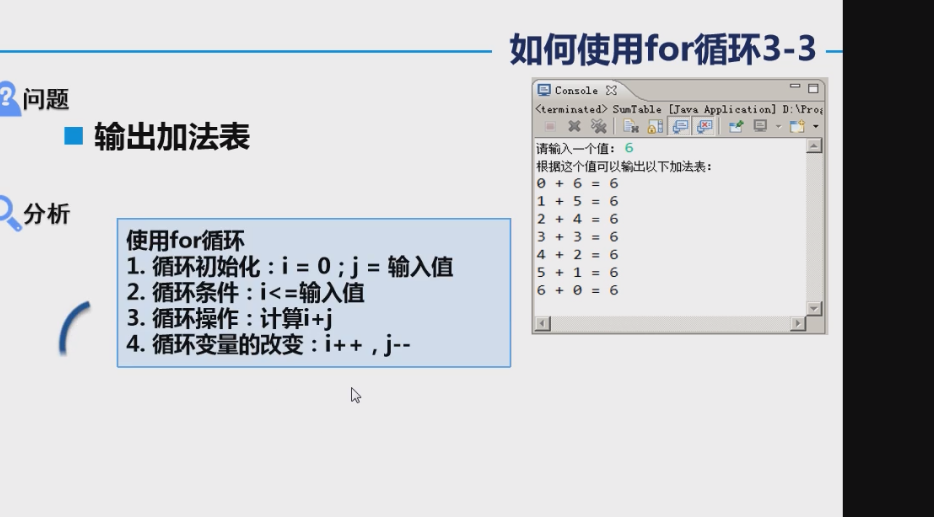 如何使用for循环3-3
问题
输出加法表
分析
使用for循环
1. 循环初始化：i = 0 ; j = 输入值
2. 循环条件：i<=输入值
3. 循环操作：计算i+j
4. 循环变量的改变：i++ , j--
Console
<terminated> SumTable [Java Application] D:\Prog
请输入一个值: 6
根据这个值可以输出以下加法表:
0 + 6 = 6
1 + 5 = 6
2 + 4 = 6
3 + 3 = 6
4 + 2 = 6
5 + 1 = 6
6 + 0 = 6